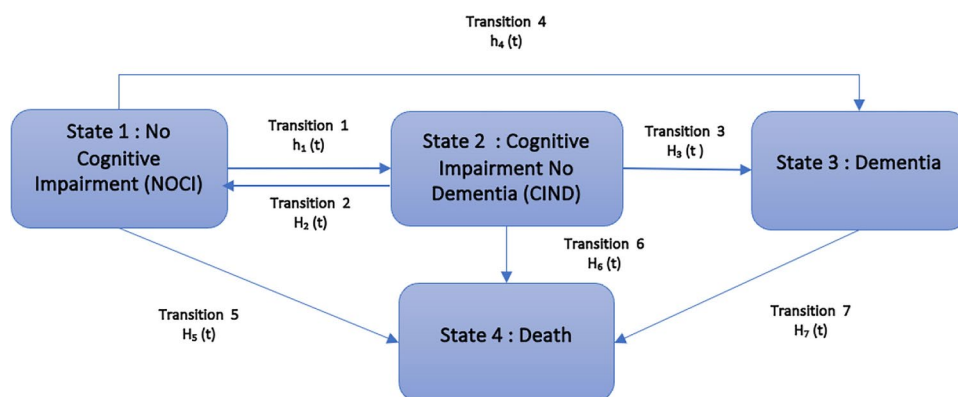 Transition 4
h₄ (t)
State 1 : No
Cognitive
Impairment (NOCI)
Transition 1
h₁ (t)
Transition 2
H₂ (t)
State 2 : Cognitive
Impairment No
Dementia (CIND)
Transition 3
H₃ (t )
State 3 : Dementia
Transition 6
H₆ (t)
Transition 5
H₅ (t)
State 4 : Death
Transition 7
H₇ (t)